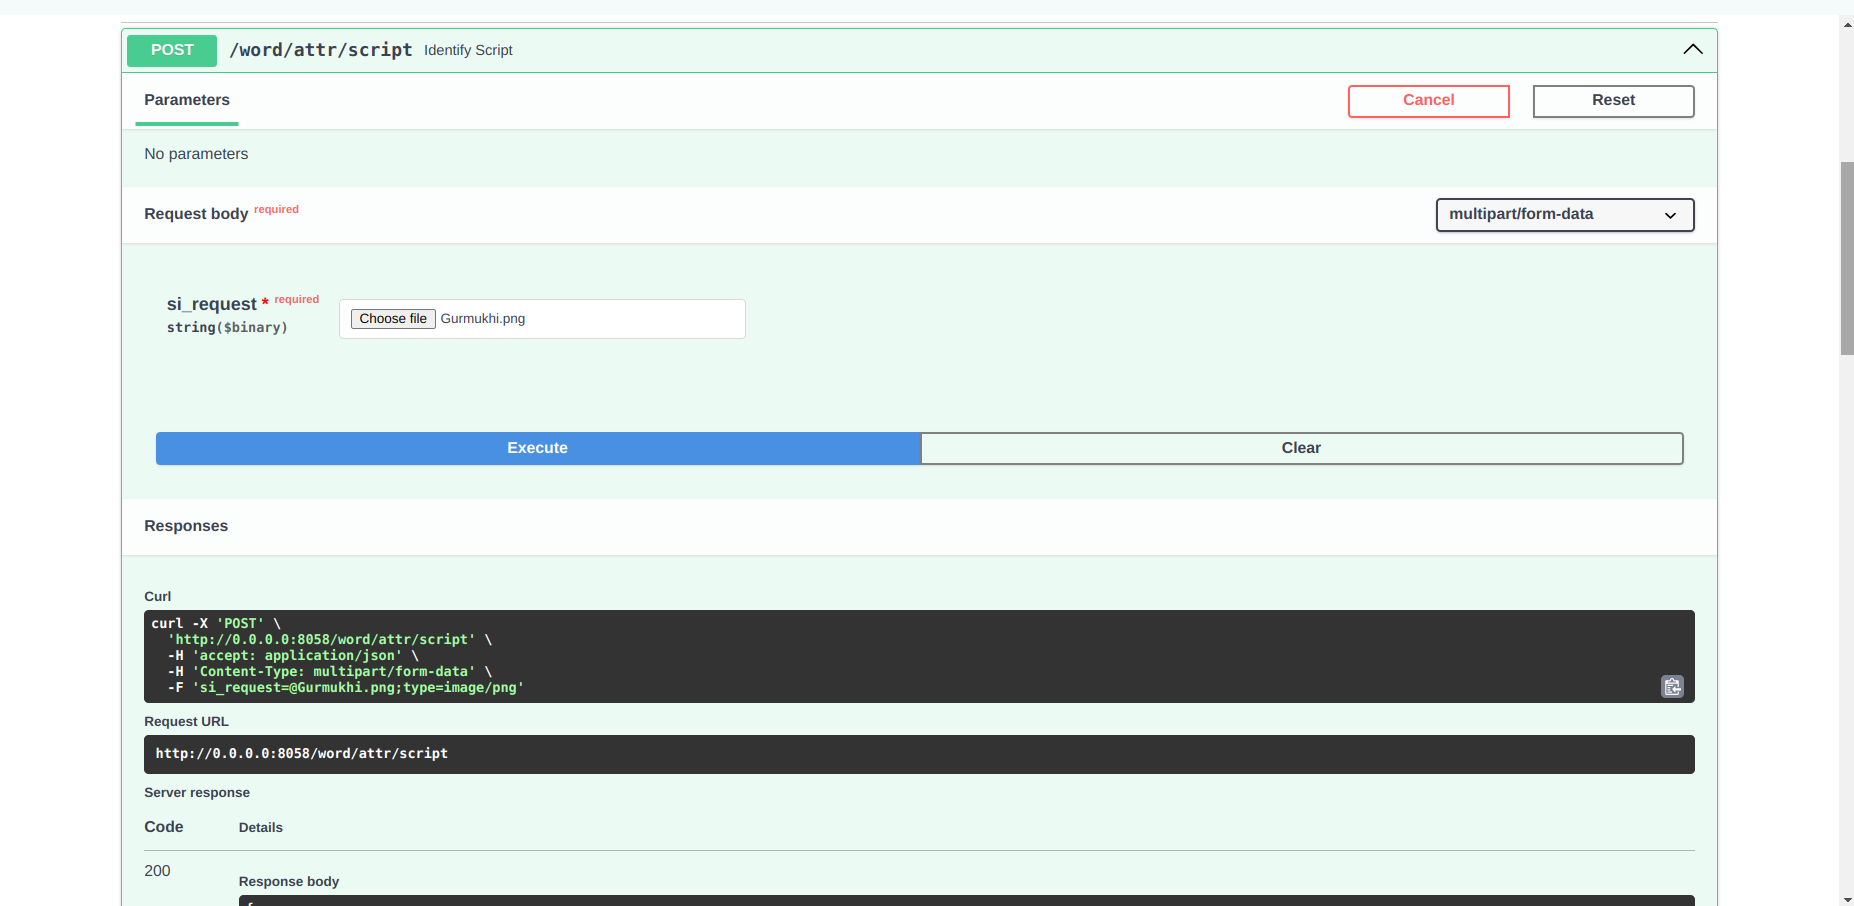 POST /word/attr/script Identify Script
Parameters
Cancel
Reset
No parameters
Request body required
multipart/form-data
si_request * required
string($binary)
Choose file Gurmukhi.png
Execute
Clear
Responses
Curl
curl -X 'POST' \
'http://0.0.0.0:8058/word/attr/script' \
-H 'accept: application/json' \
-H 'Content-Type: multipart/form-data' \
-F 'si_request=@Gurmukhi.png;type=image/png'
Request URL
http://0.0.0.0:8058/word/attr/script
Server response
Code Details
200
Response body